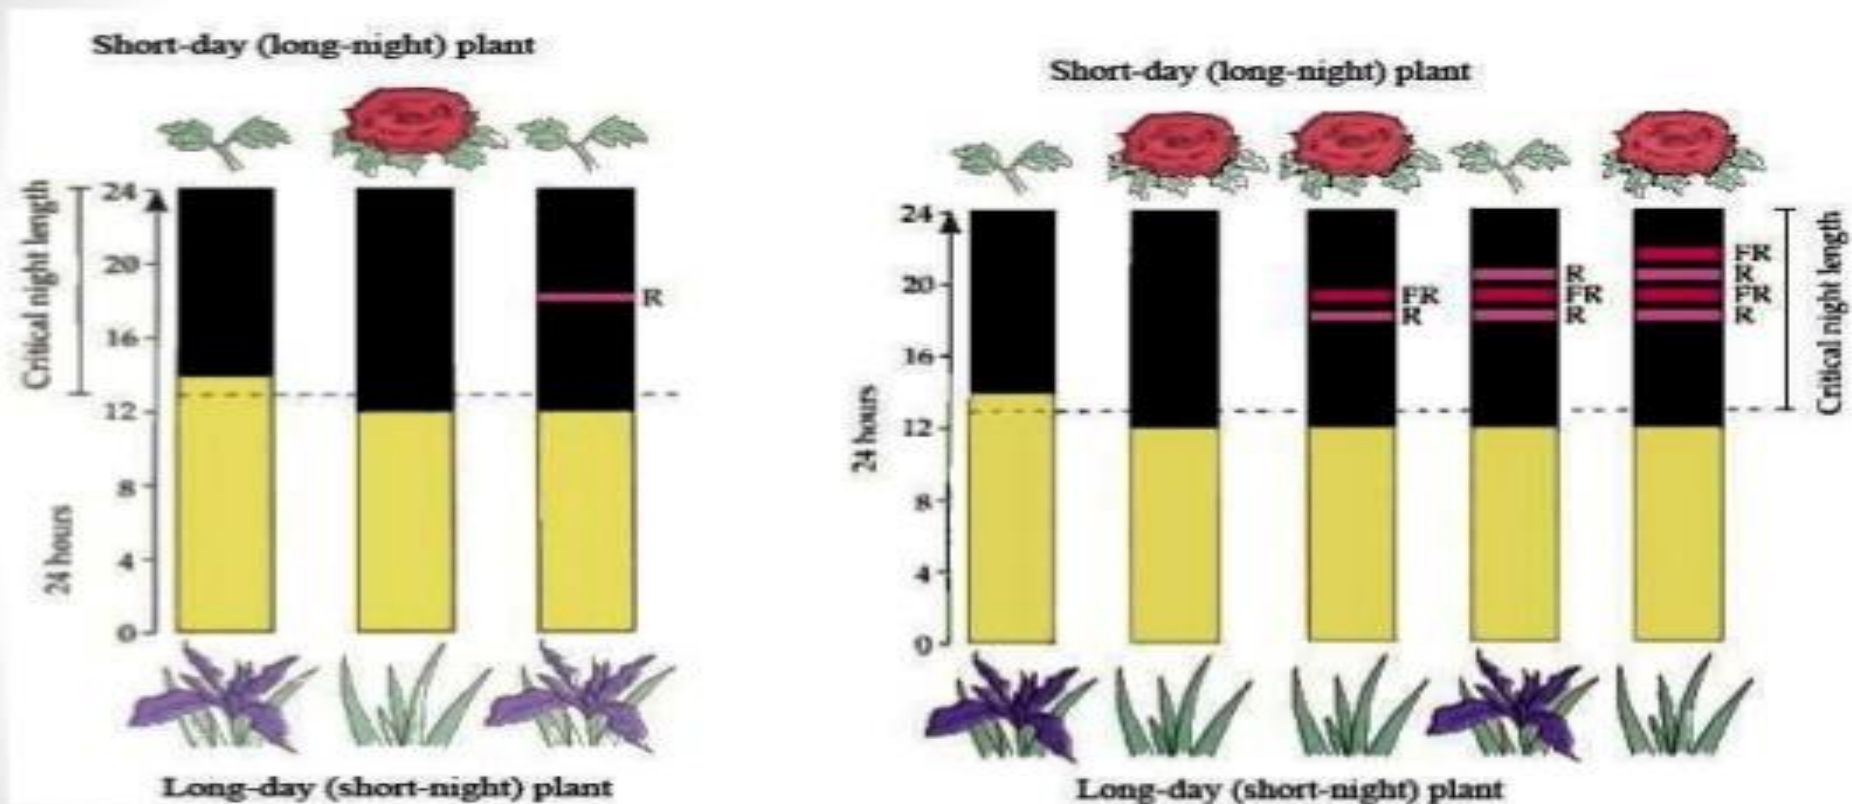 Short-day (long-night) plant
Critical night length
24 hours
24
20
16
12
8
4
0
R
Long-day (short-night) plant
Short-day (long-night) plant
24 hours
24
20
16
12
8
4
0
FR
R
R
FR
R
FR
R
FR
R
Critical night length
Long-day (short-night) plant